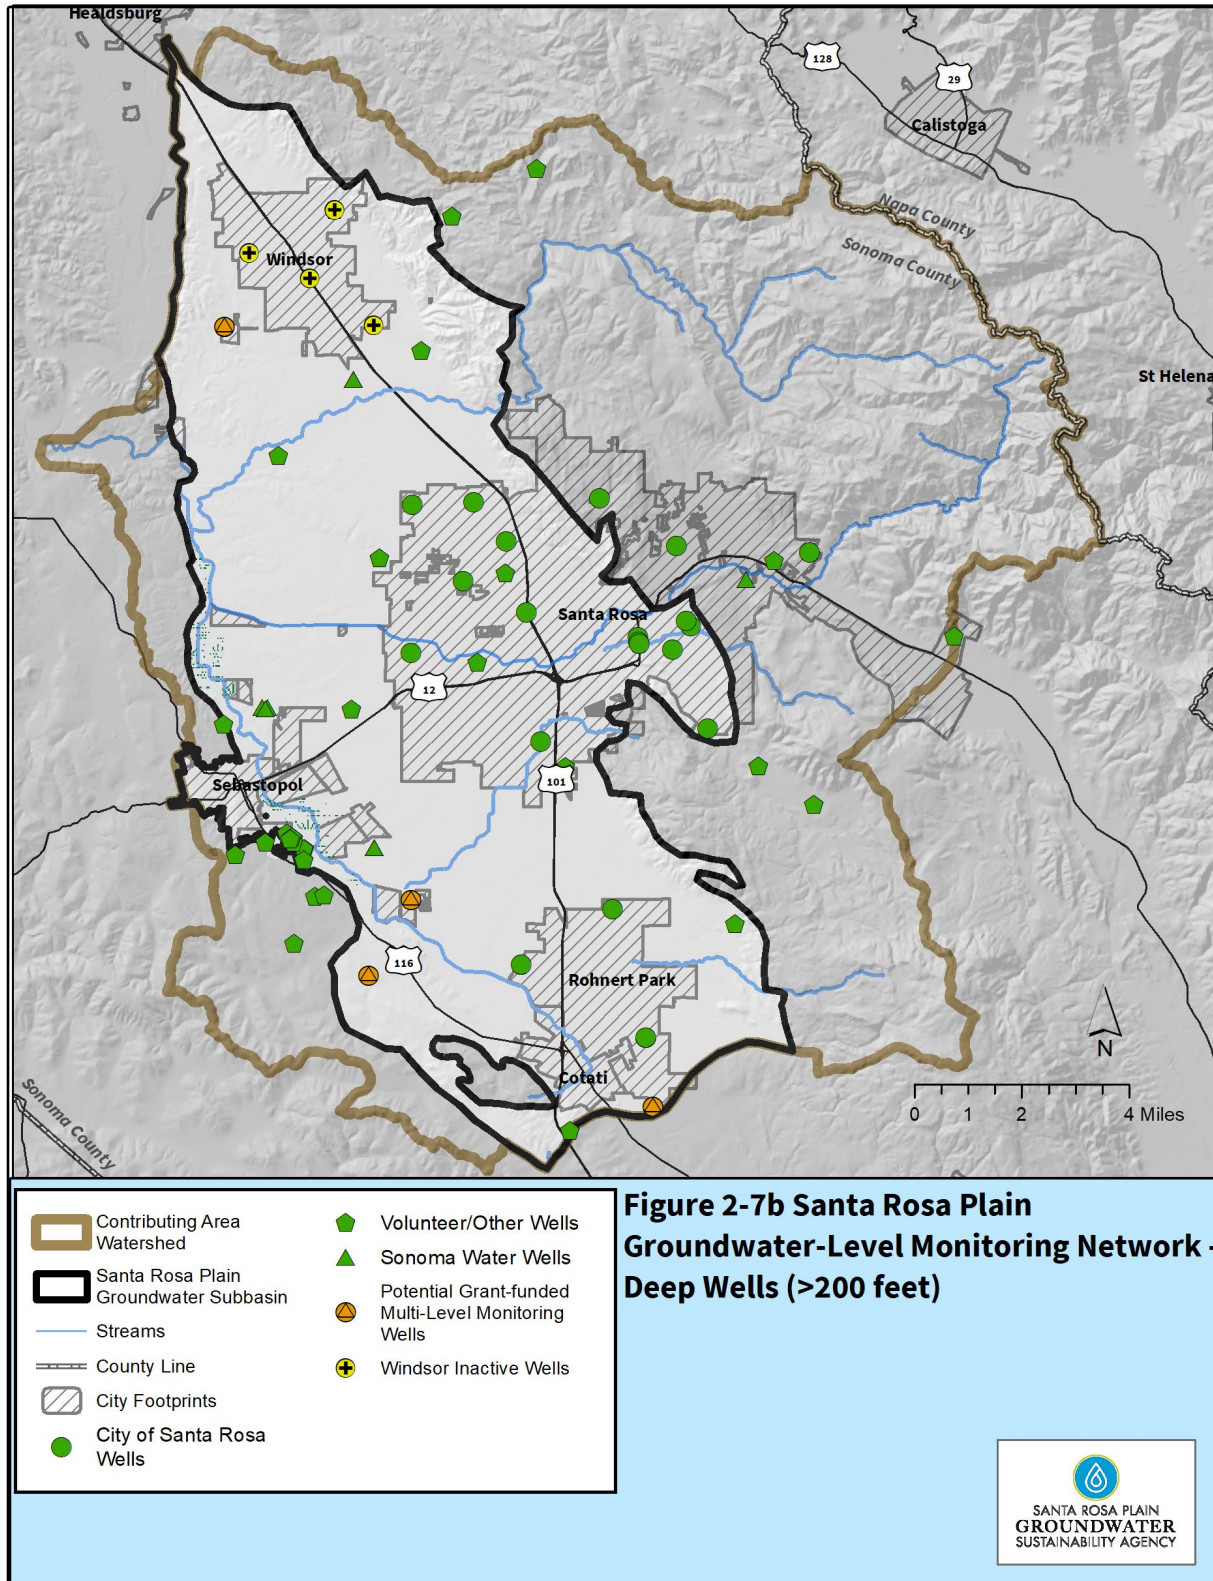 Healdsburg
128
29
Calistoga
Napa County
Sonoma County
Windsor
St Helena
Santa Rosa
12
Sebastopol
101
116
Rohnert Park
Cotati
N
Sonoma County
0 1 2 4 Miles
Contributing Area
Watershed
Santa Rosa Plain
Groundwater Subbasin
Streams
County Line
City Footprints
City of Santa Rosa
Wells
Volunteer/Other Wells
Sonoma Water Wells
Potential Grant-funded
Multi-Level Monitoring
Wells
Windsor Inactive Wells
Figure 2-7b Santa Rosa Plain
Groundwater-Level Monitoring Network -
Deep Wells (>200 feet)
SANTA ROSA PLAIN
GROUNDWATER
SUSTAINABILITY AGENCY